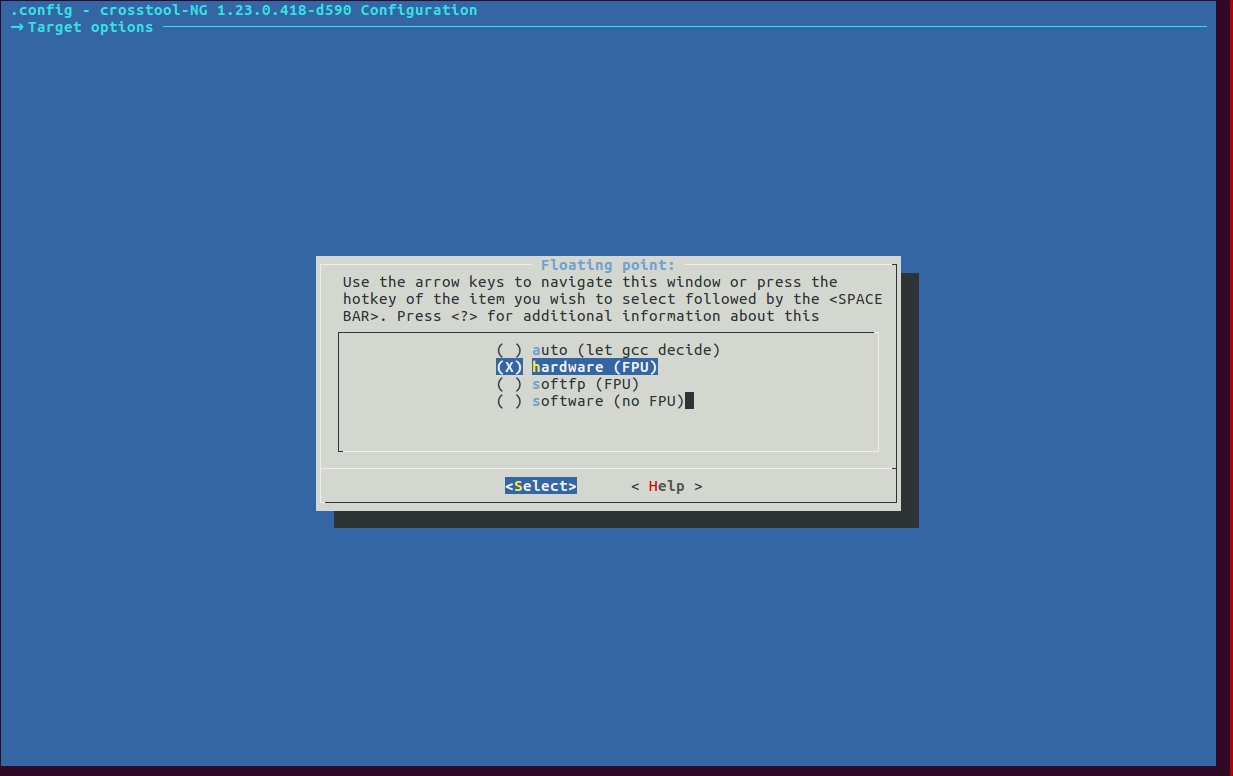 .config - crosstool-NG 1.23.0.418-d590 Configuration
→ Target options
Floating point:
Use the arrow keys to navigate this window or press the
hotkey of the item you wish to select followed by the <SPACE
BAR>. Press <?> for additional information about this
( ) auto (let gcc decide)
(X) hardware (FPU)
( ) softfp (FPU)
( ) software (no FPU)
<Select> < Help >